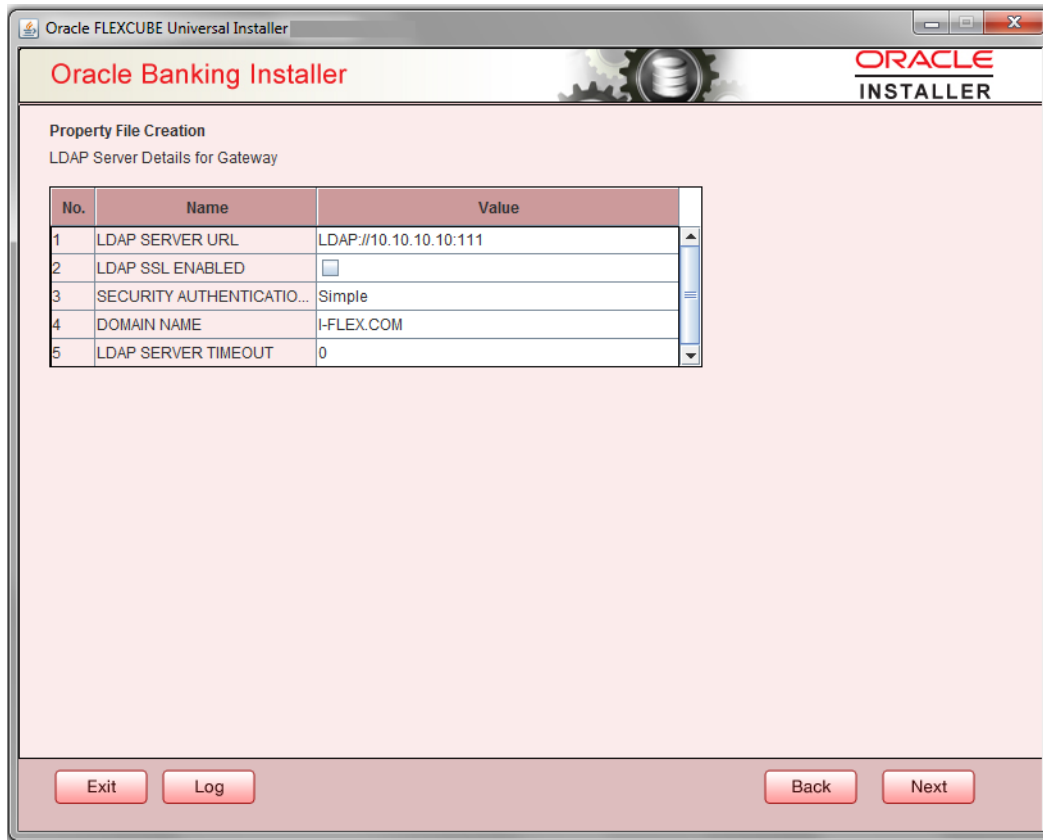 Oracle FLEXCUBE Universal Installer
Oracle Banking Installer
ORACLE
INSTALLER
Property File Creation
LDAP Server Details for Gateway
No. Name Value
1 LDAP SERVER URL LDAP://10.10.10.10:111
2 LDAP SSL ENABLED
3 SECURITY AUTHENTICATIO... Simple
4 DOMAIN NAME I-FLEX.COM
5 LDAP SERVER TIMEOUT 0
Exit Log Back Next